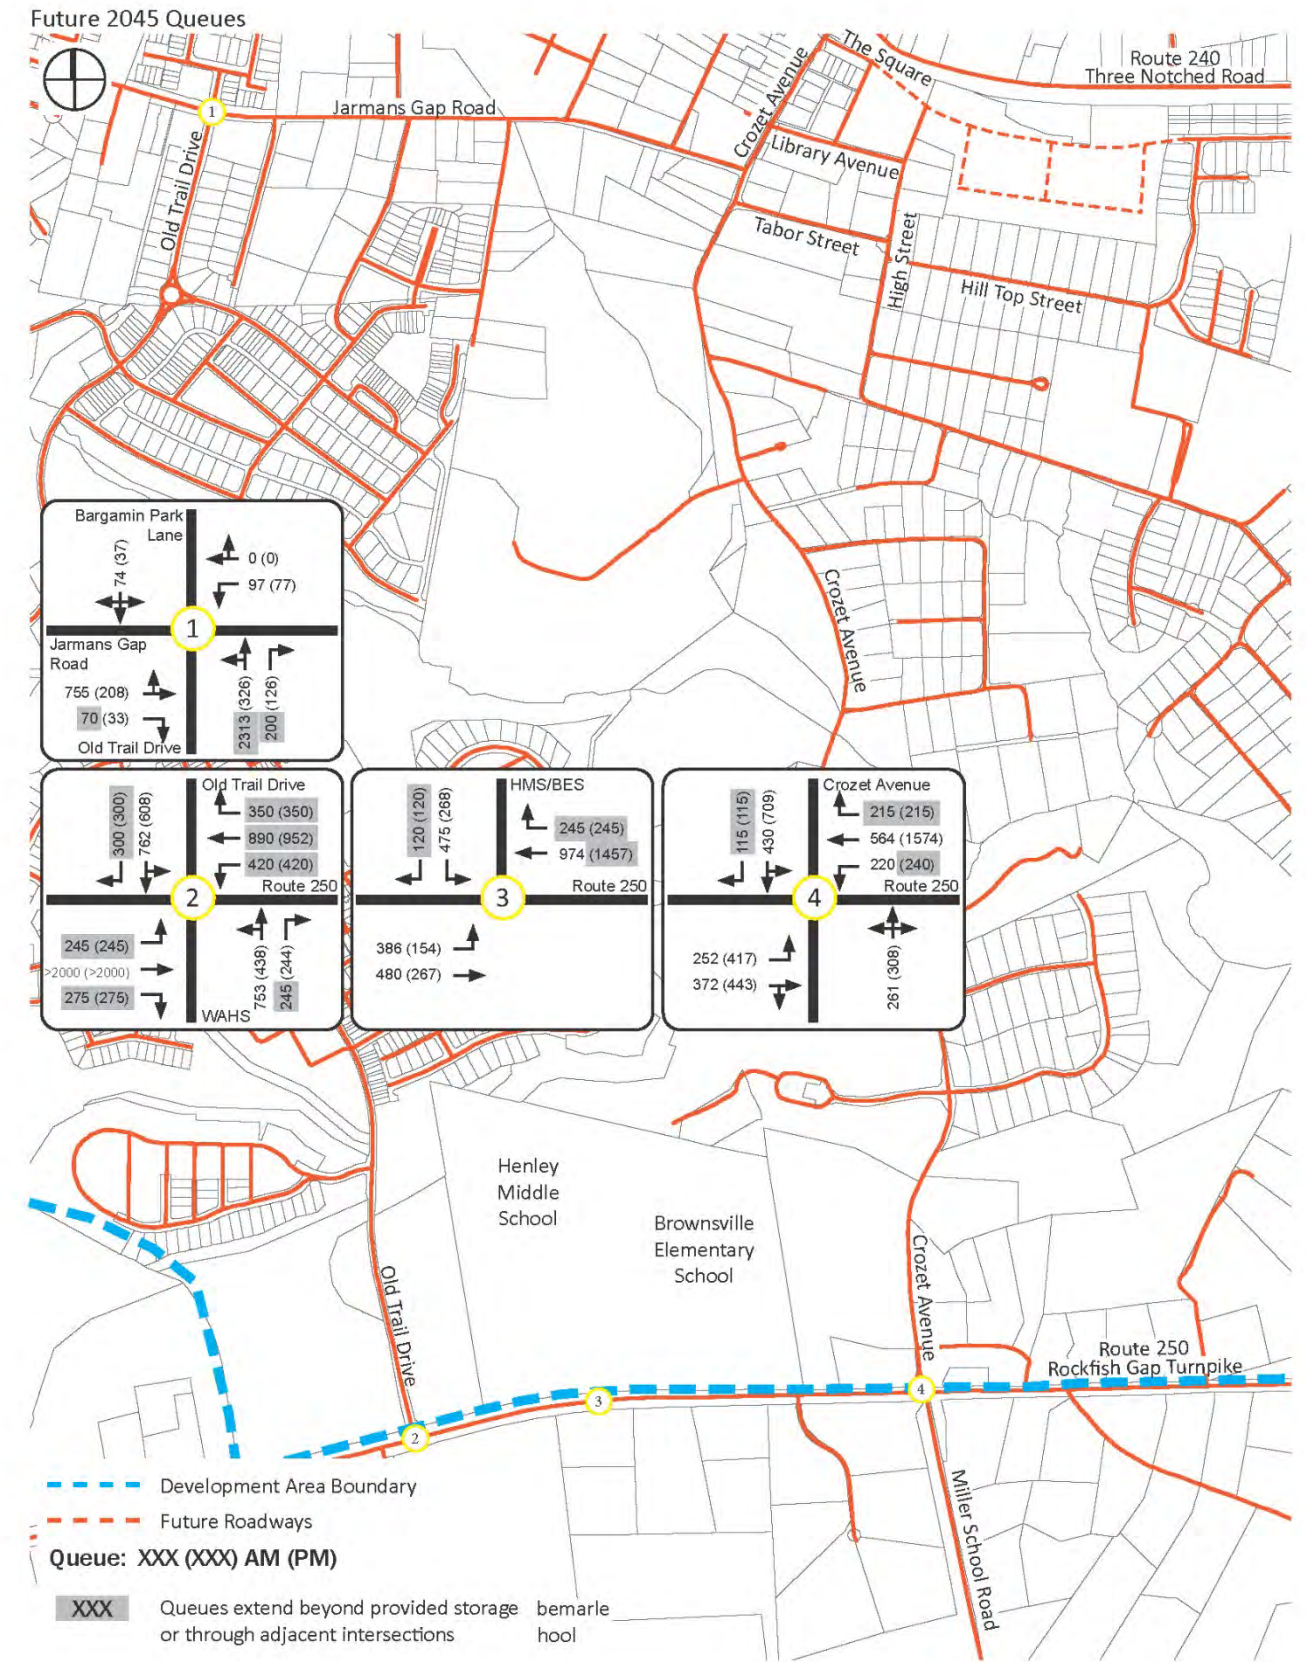 Future 2045 Queues
The Square
Route 240
Three Notched Road
Crozet Avenue
Jarmans Gap Road
1
Library Avenue
Old Trail Drive
Tabor Street
High Street
Hill Top Street
Crozet Avenue
Bargamin Park
Lane
74 (37)
0 (0)
97 (77)
1
Jarmans Gap
Road
755 (208)
70 (33)
2313 (326)
200 (126)
Old Trail Drive
Old Trail Drive
300 (300)
762 (608)
350 (350)
890 (952)
420 (420)
Route 250
2
245 (245)
>2000 (>2000)
275 (275)
753 (438)
245 (244)
WAHS
HMS/BES
120 (120)
475 (268)
245 (245)
974 (1457)
Route 250
3
386 (154)
480 (267)
Crozet Avenue
115 (115)
430 (709)
215 (215)
564 (1574)
220 (240)
Route 250
4
252 (417)
372 (443)
261 (308)
Henley
Middle
School
Brownsville
Elementary
School
Old Trail Drive
Crozet Avenue
Route 250
Rockfish Gap Turnpike
2
3
4
Miller School Road
Development Area Boundary
Future Roadways
Queue: XXX (XXX) AM (PM)
XXX
Queues extend beyond provided storage
or through adjacent intersections
bemarle
hool